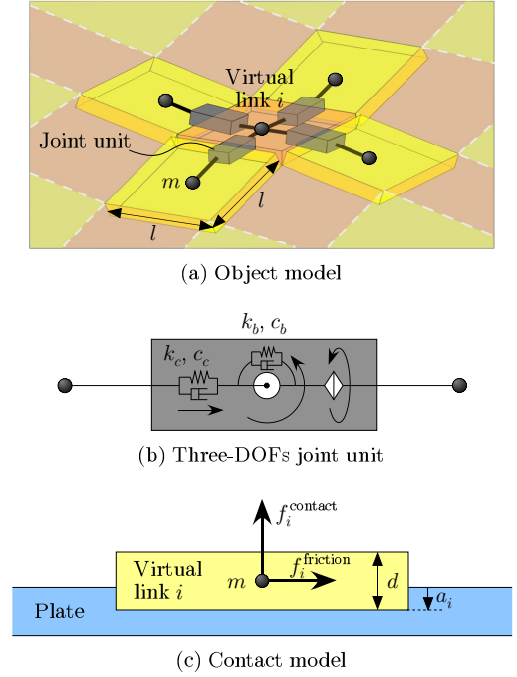 Virtual
link i
Joint unit
m
l
l
(a) Object model
k_b, c_b
k_c, c_c
(b) Three-DOFs joint unit
f_i^contact
Virtual
link i
m
f_i^friction
d
a_i
Plate
(c) Contact model